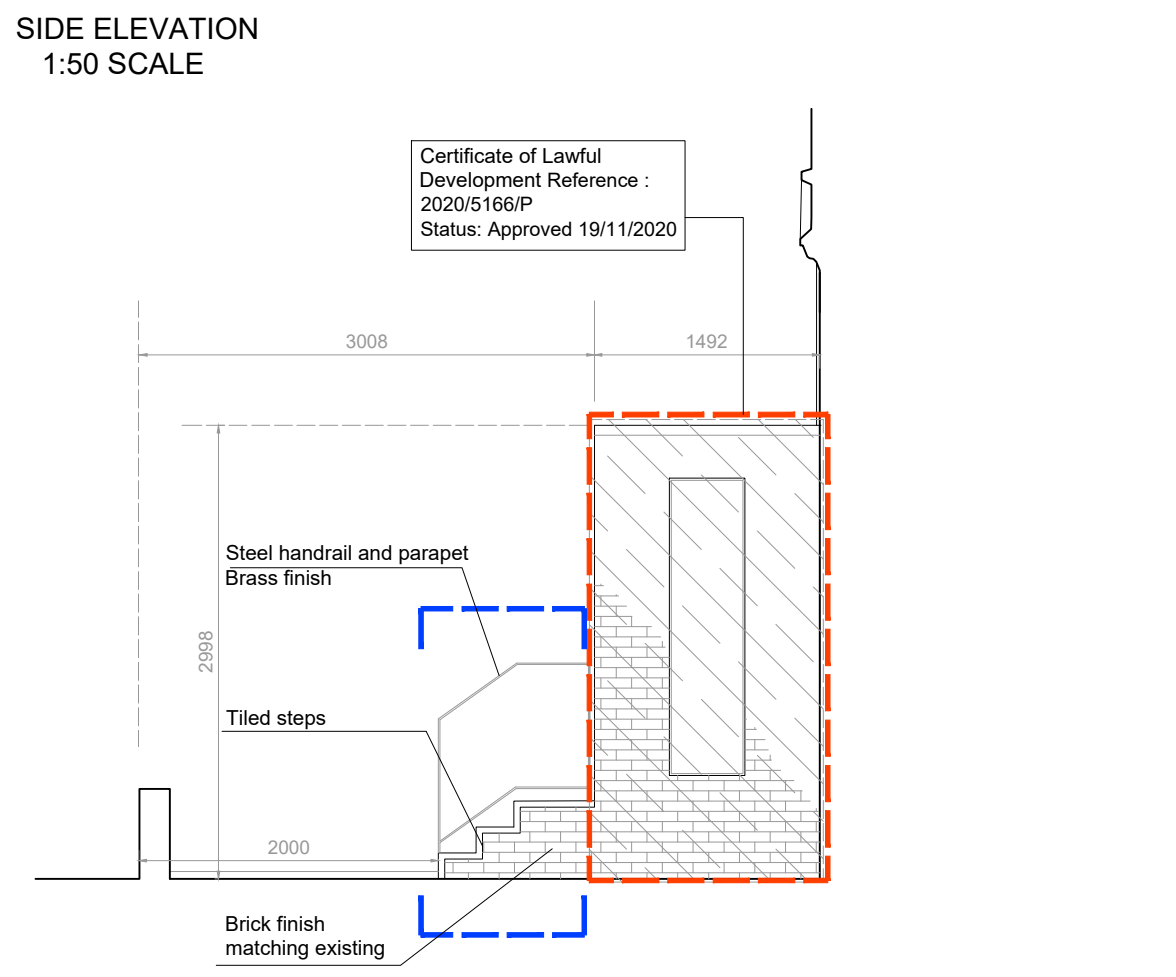 SIDE ELEVATION
1:50 SCALE
Certificate of Lawful
Development Reference :
2020/5166/P
Status: Approved 19/11/2020
3008
1492
Steel handrail and parapet
Brass finish
2998
Tiled steps
2000
Brick finish
matching existing